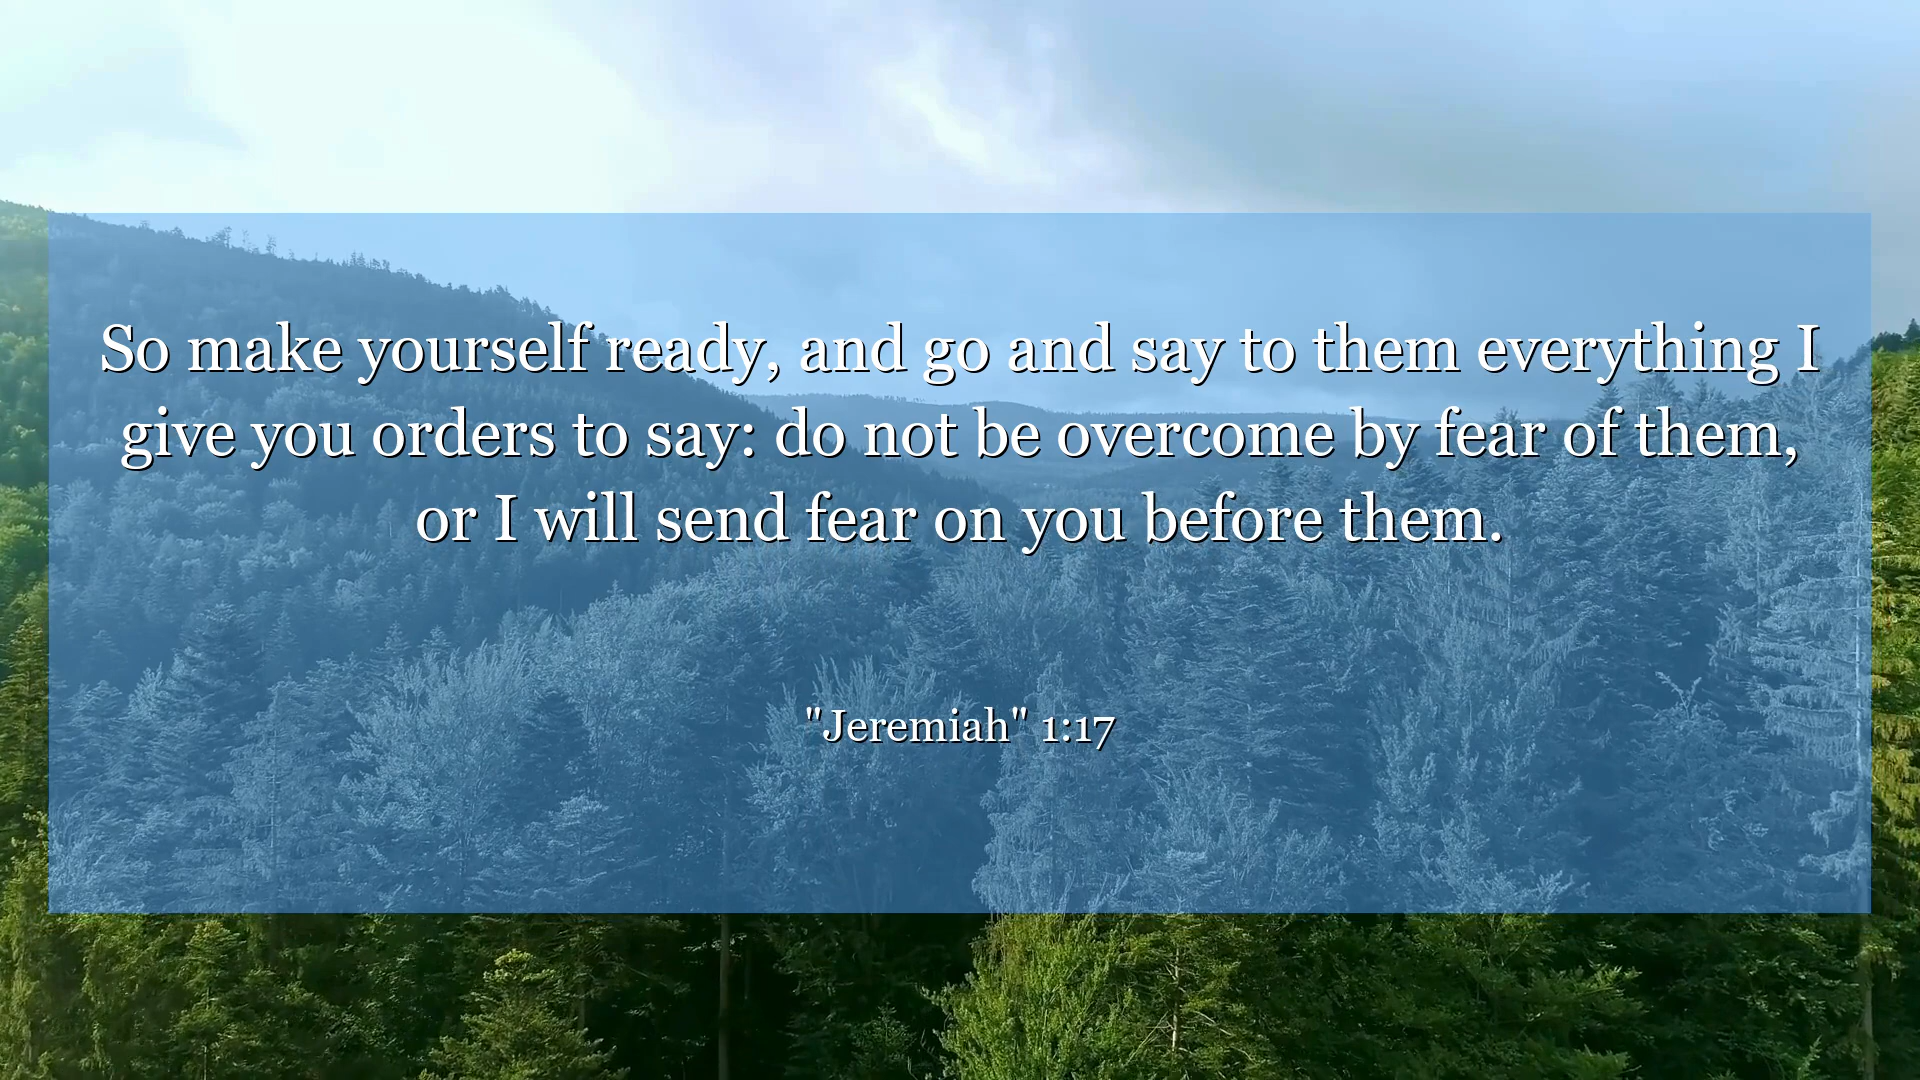 So make yourself ready, and go and say to them everything I
give you orders to say: do not be overcome by fear of them,
or I will send fear on you before them.
"Jeremiah" 1:17